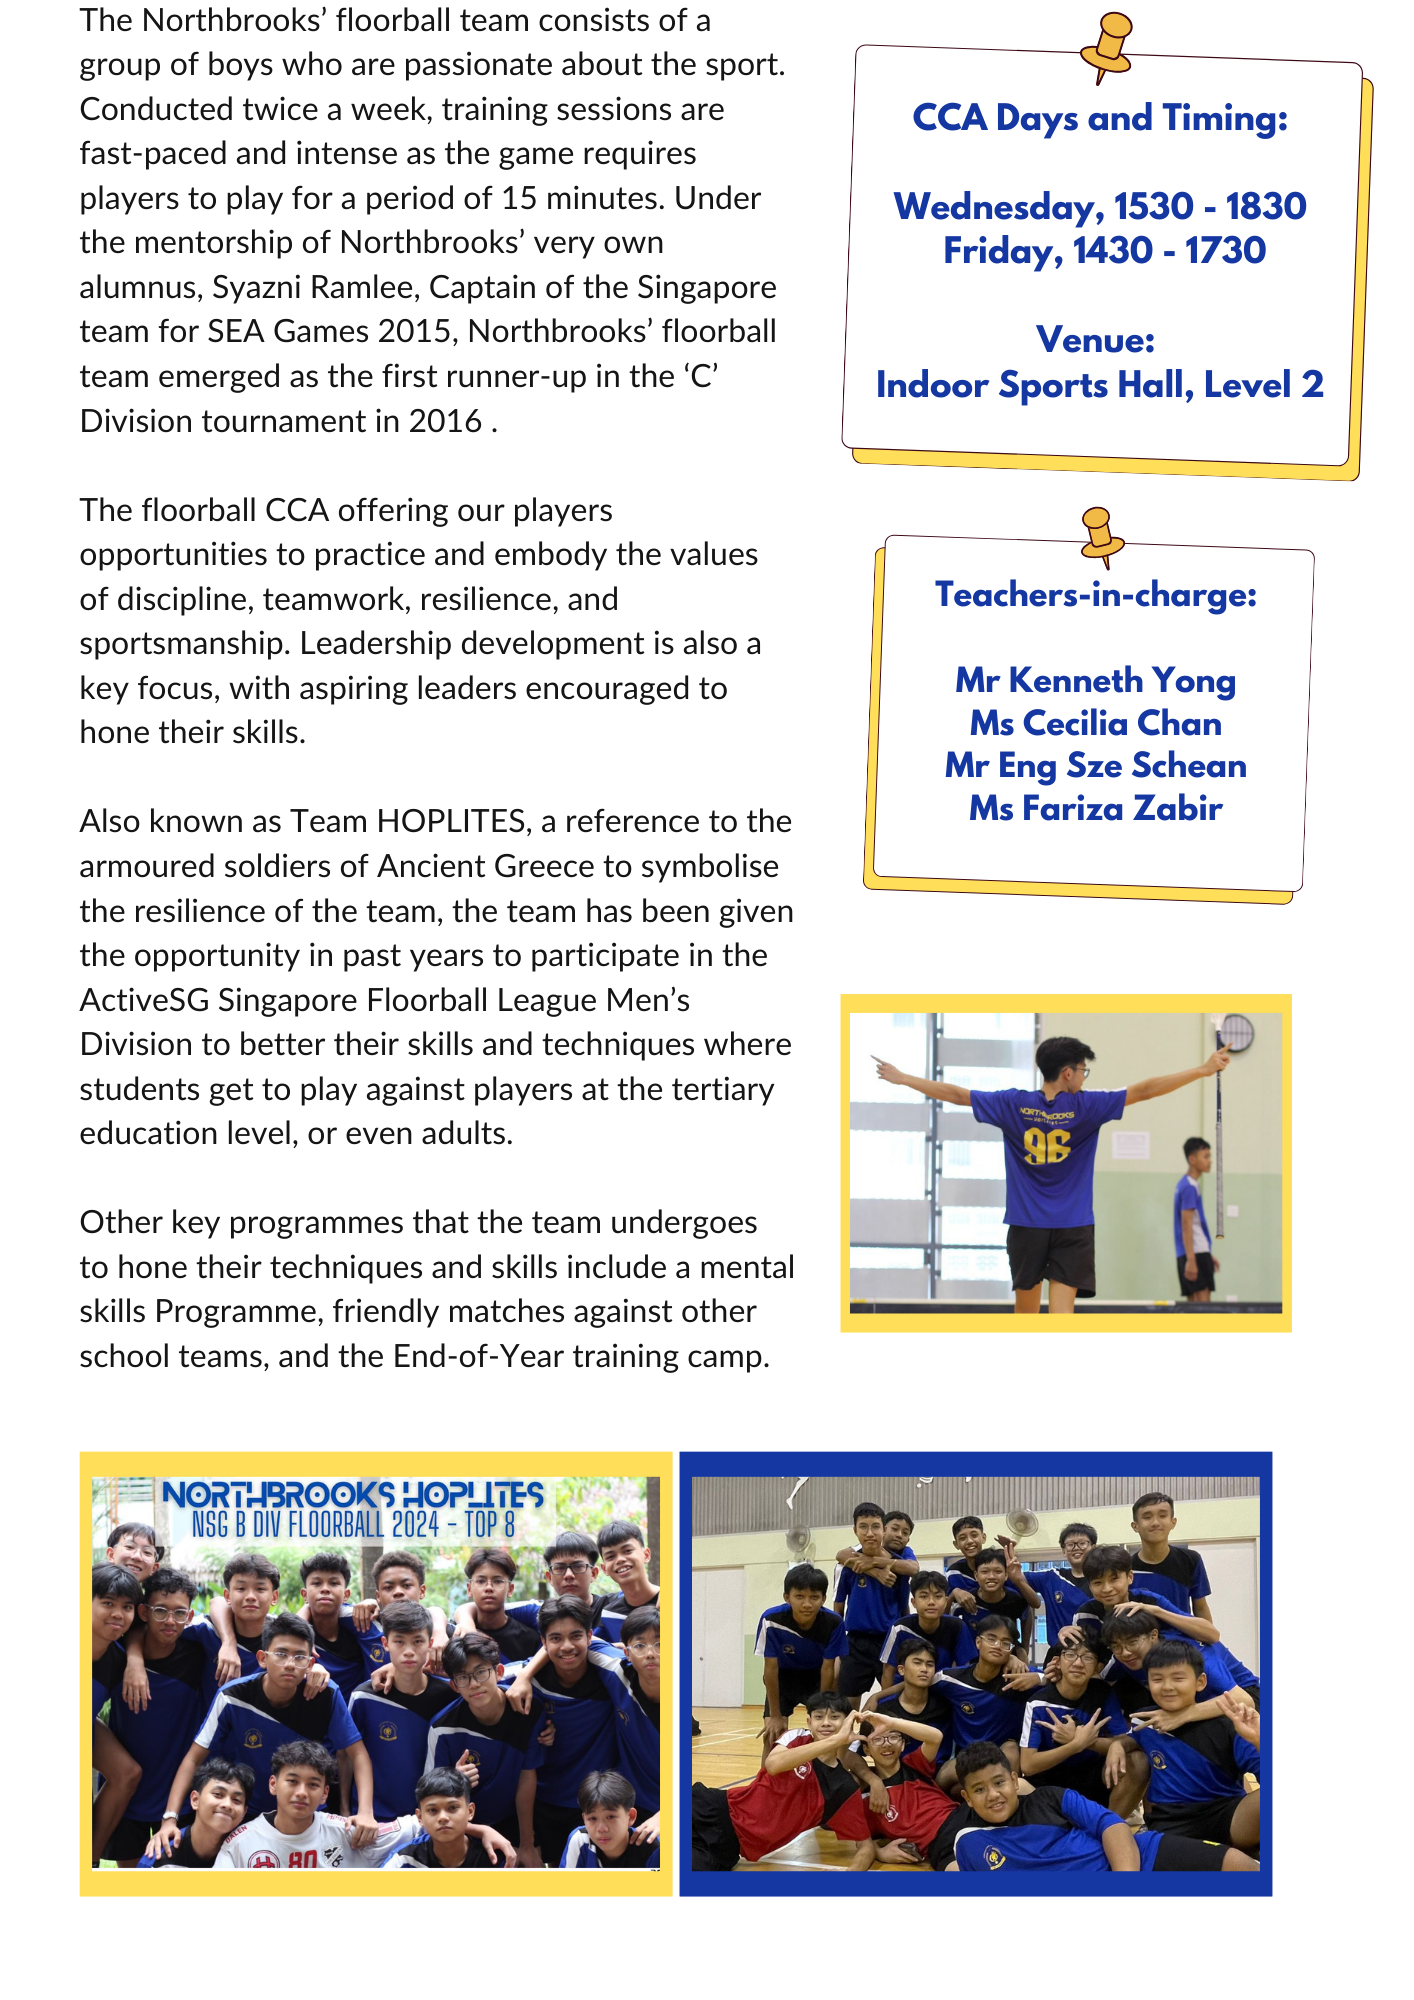 The Northbrooks’ floorball team consists of a
group of boys who are passionate about the sport.
Conducted twice a week, training sessions are
fast-paced and intense as the game requires
players to play for a period of 15 minutes. Under
the mentorship of Northbrooks’ very own
alumnus, Syazni Ramlee, Captain of the Singapore
team for SEA Games 2015, Northbrooks’ floorball
team emerged as the first runner-up in the ‘C’
Division tournament in 2016 .
The floorball CCA offering our players
opportunities to practice and embody the values
of discipline, teamwork, resilience, and
sportsmanship. Leadership development is also a
key focus, with aspiring leaders encouraged to
hone their skills.
Also known as Team HOPLITES, a reference to the
armoured soldiers of Ancient Greece to symbolise
the resilience of the team, the team has been given
the opportunity in past years to participate in the
ActiveSG Singapore Floorball League Men’s
Division to better their skills and techniques where
students get to play against players at the tertiary
education level, or even adults.
Other key programmes that the team undergoes
to hone their techniques and skills include a mental
skills Programme, friendly matches against other
school teams, and the End-of-Year training camp.
CCA Days and Timing:
Wednesday, 1530 - 1830
Friday, 1430 - 1730
Venue:
Indoor Sports Hall, Level 2
Teachers-in-charge:
Mr Kenneth Yong
Ms Cecilia Chan
Mr Eng Sze Schean
Ms Fariza Zabir
NORTHBROOKS
96
NORTHBROOKS HOPLITES
NSG B DIV FLOORBALL 2024 - TOP 8
80